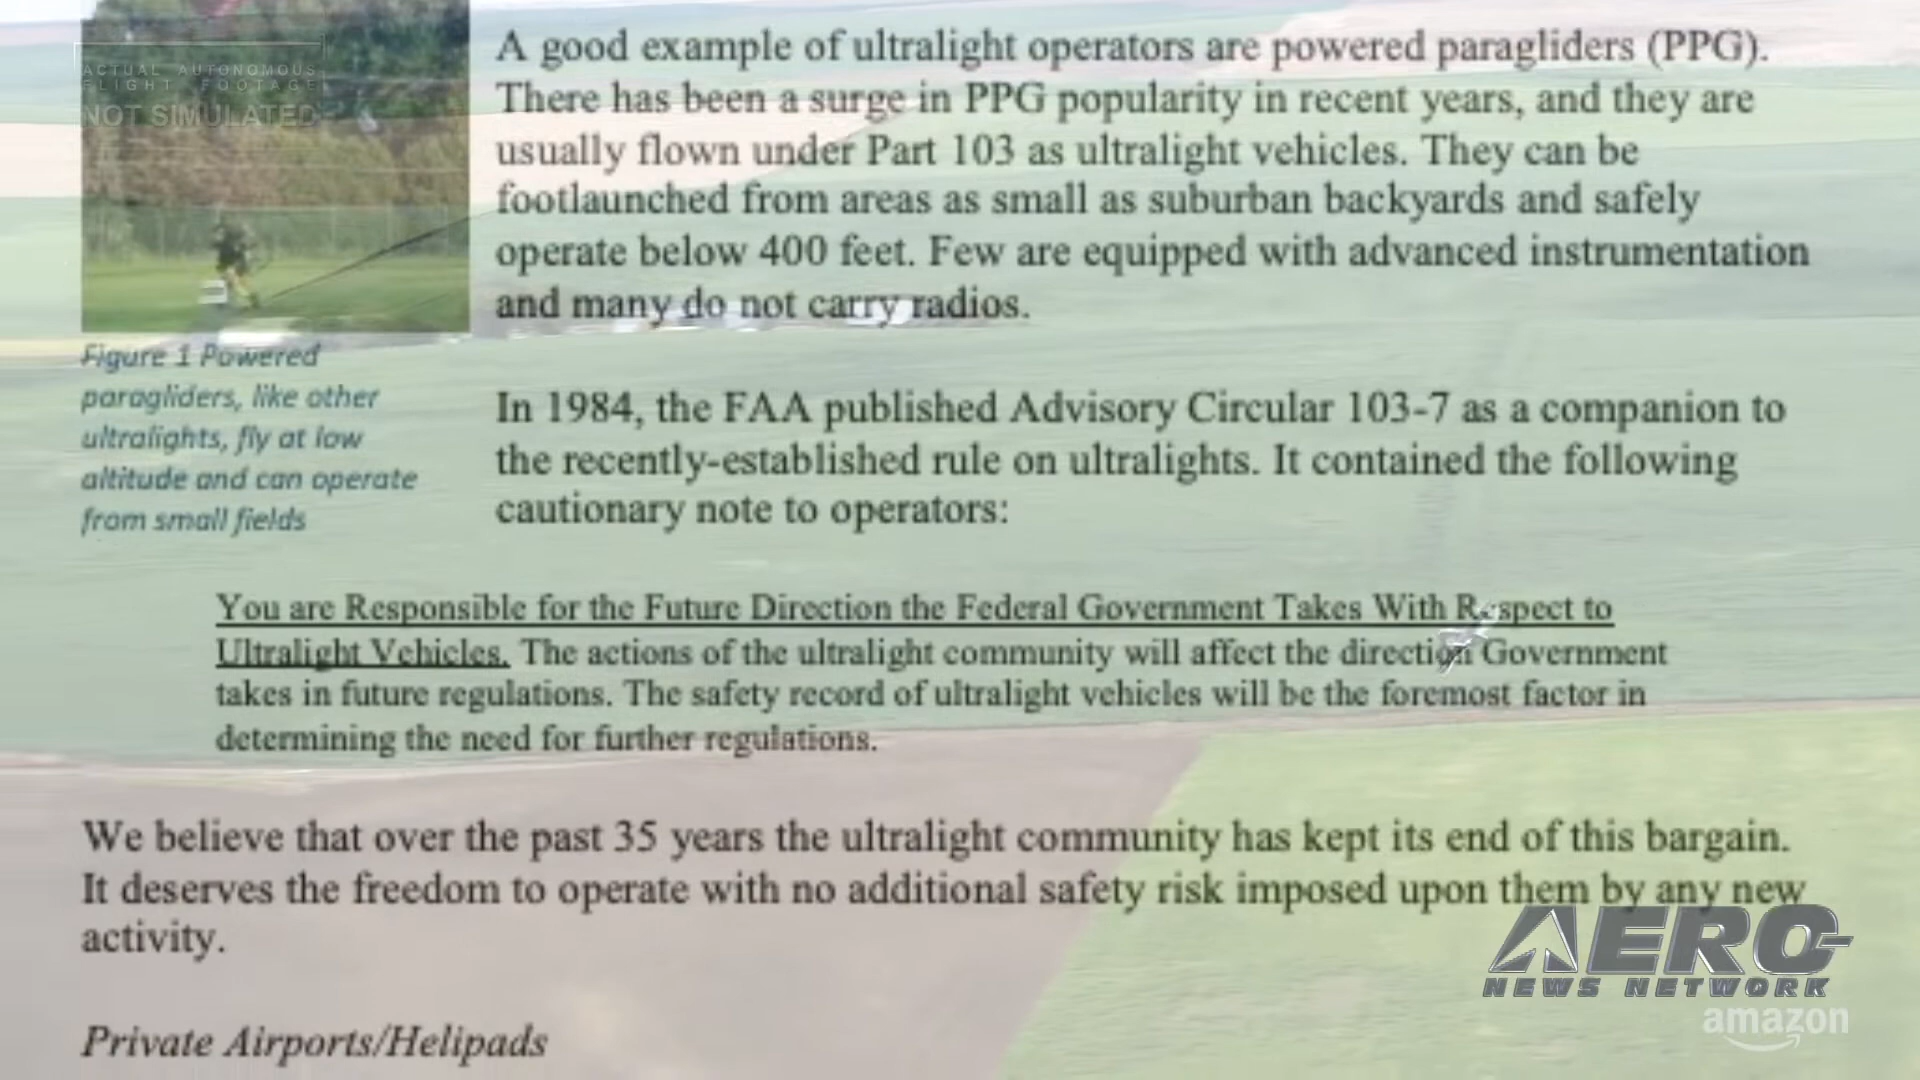 ACTUAL AUTONOMOUS
FLIGHT FOOTAGE
NOT SIMULATED
A good example of ultralight operators are powered paragliders (PPG).
There has been a surge in PPG popularity in recent years, and they are
usually flown under Part 103 as ultralight vehicles. They can be
footlaunched from areas as small as suburban backyards and safely
operate below 400 feet. Few are equipped with advanced instrumentation
and many do not carry radios.
Figure 1 Powered
paragliders, like other
ultralights, fly at low
altitude and can operate
from small fields
In 1984, the FAA published Advisory Circular 103-7 as a companion to
the recently-established rule on ultralights. It contained the following
cautionary note to operators:
You are Responsible for the Future Direction the Federal Government Takes With Respect to
Ultralight Vehicles. The actions of the ultralight community will affect the direction Government
takes in future regulations. The safety record of ultralight vehicles will be the foremost factor in
determining the need for further regulations.
We believe that over the past 35 years the ultralight community has kept its end of this bargain.
It deserves the freedom to operate with no additional safety risk imposed upon them by any new
activity.
Private Airports/Helipads
AERO-
NEWS NETWORK
amazon